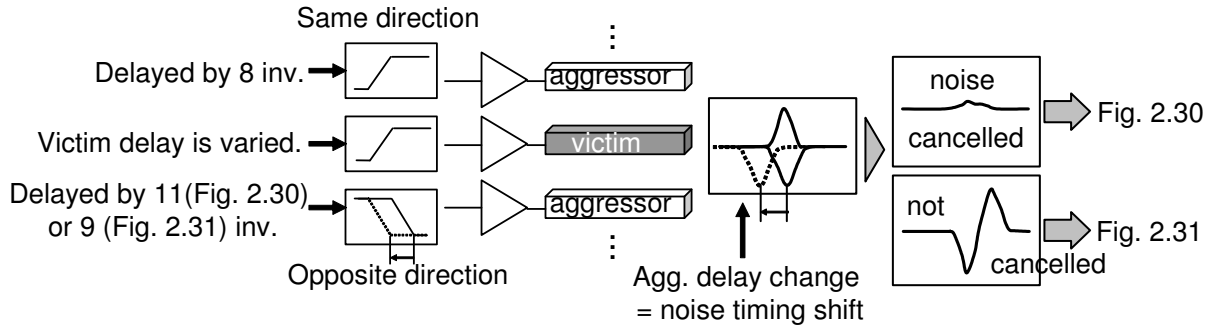 Same direction
Delayed by 8 inv.
aggressor
Victim delay is varied.
victim
Delayed by 11(Fig. 2.30)
or 9 (Fig. 2.31) inv.
aggressor
Opposite direction
Agg. delay change
= noise timing shift
noise
cancelled
Fig. 2.30
not
cancelled
Fig. 2.31